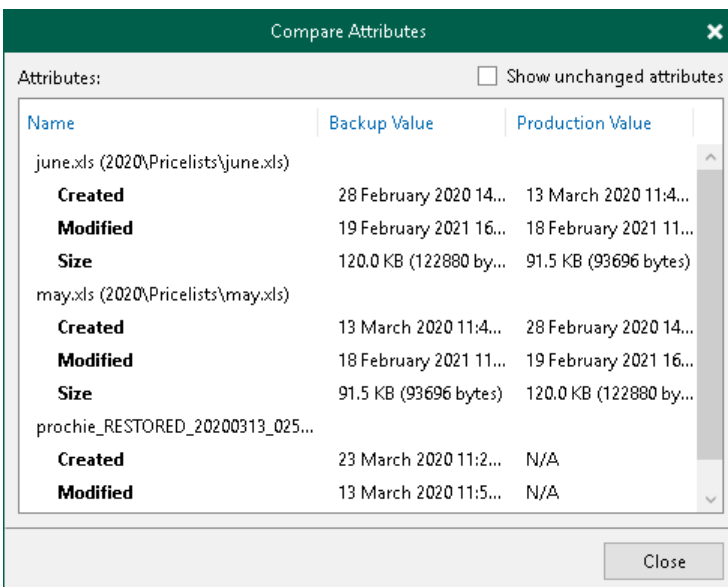 Compare Attributes
Attributes: Show unchanged attributes
Name Backup Value Production Value
june.xls (2020\Pricelists\june.xls)
Created 28 February 2020 14... 13 March 2020 11:4...
Modified 19 February 2021 16... 18 February 2021 11...
Size 120.0 KB (122880 by... 91.5 KB (93696 bytes)
may.xls (2020\Pricelists\may.xls)
Created 13 March 2020 11:4... 28 February 2020 14...
Modified 18 February 2021 11... 19 February 2021 16...
Size 91.5 KB (93696 bytes) 120.0 KB (122880 by...
prochie_RESTORED_20200313_025...
Created 23 March 2020 11:2... N/A
Modified 13 March 2020 11:5... N/A
Close